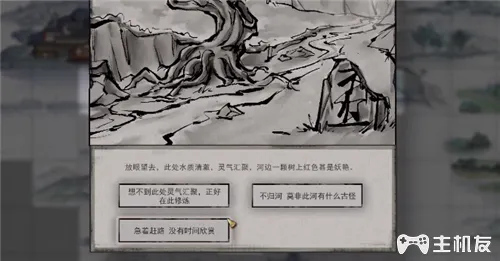 放眼望去，此处水质清澈，灵气汇聚，河边一颗树上红色甚是妖艳。
想不到此处灵气汇聚，正好
在此修炼
不归河 莫非此河有什么古怪
急着赶路 没有时间欣赏
主机友